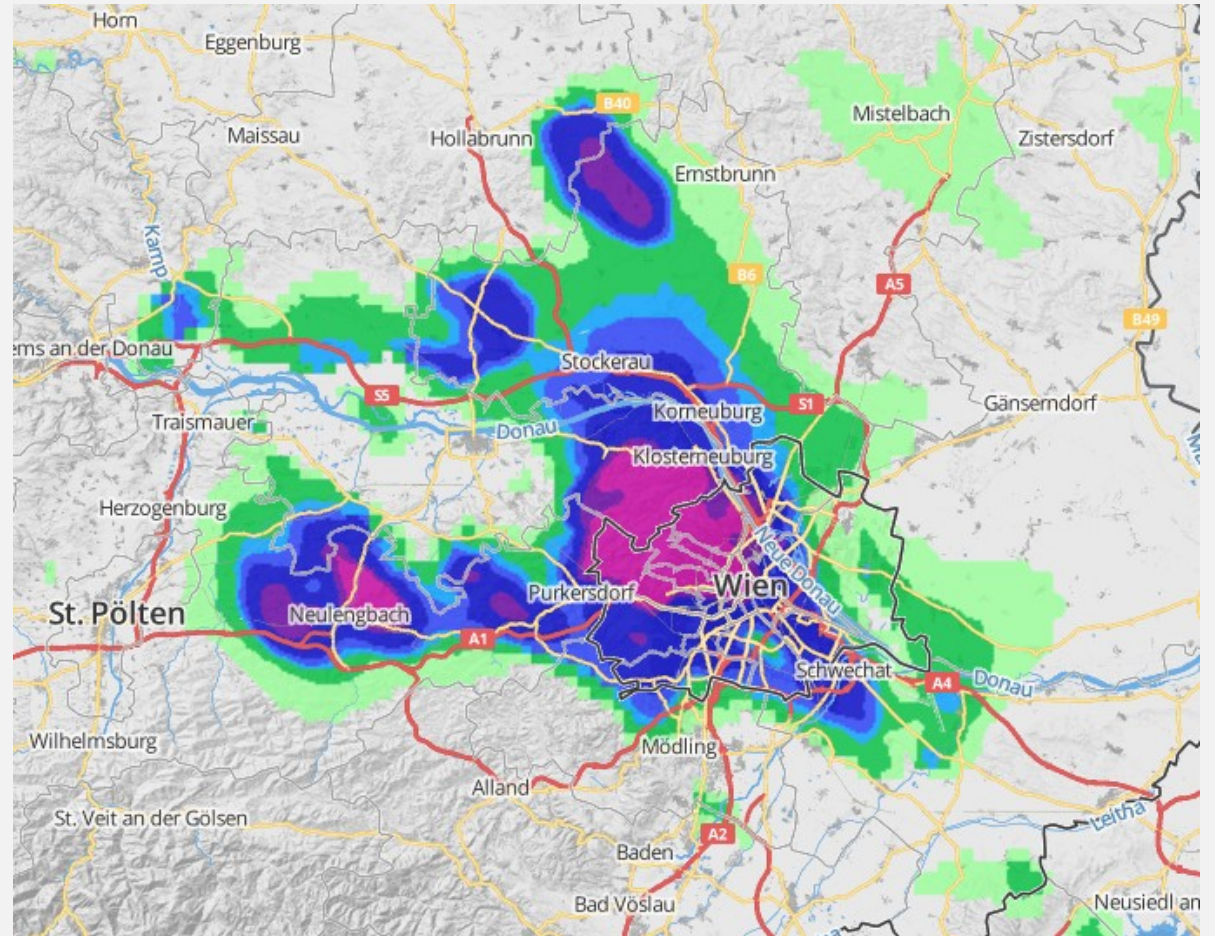 Horn
Eggenburg
B40
Mistelbach
Maissau
Hollabrunn
Zistersdorf
Ernstbrunn
Kamp
B6
A5
B49
ems an der Donau
Stockerau
S5
S1
Korneuburg
Gänserndorf
Traismauer
Donau
Klosterneuburg
Herzogenburg
Neue Donau
Wien
Purkersdorf
St. Pölten
Neulengbach
A1
Schwechat
A4
Donau
Wilhelmsburg
Mödling
Alland
St. Veit an der Gölsen
Leitha
A2
Baden
Bad Vöslau
Neusiedl an